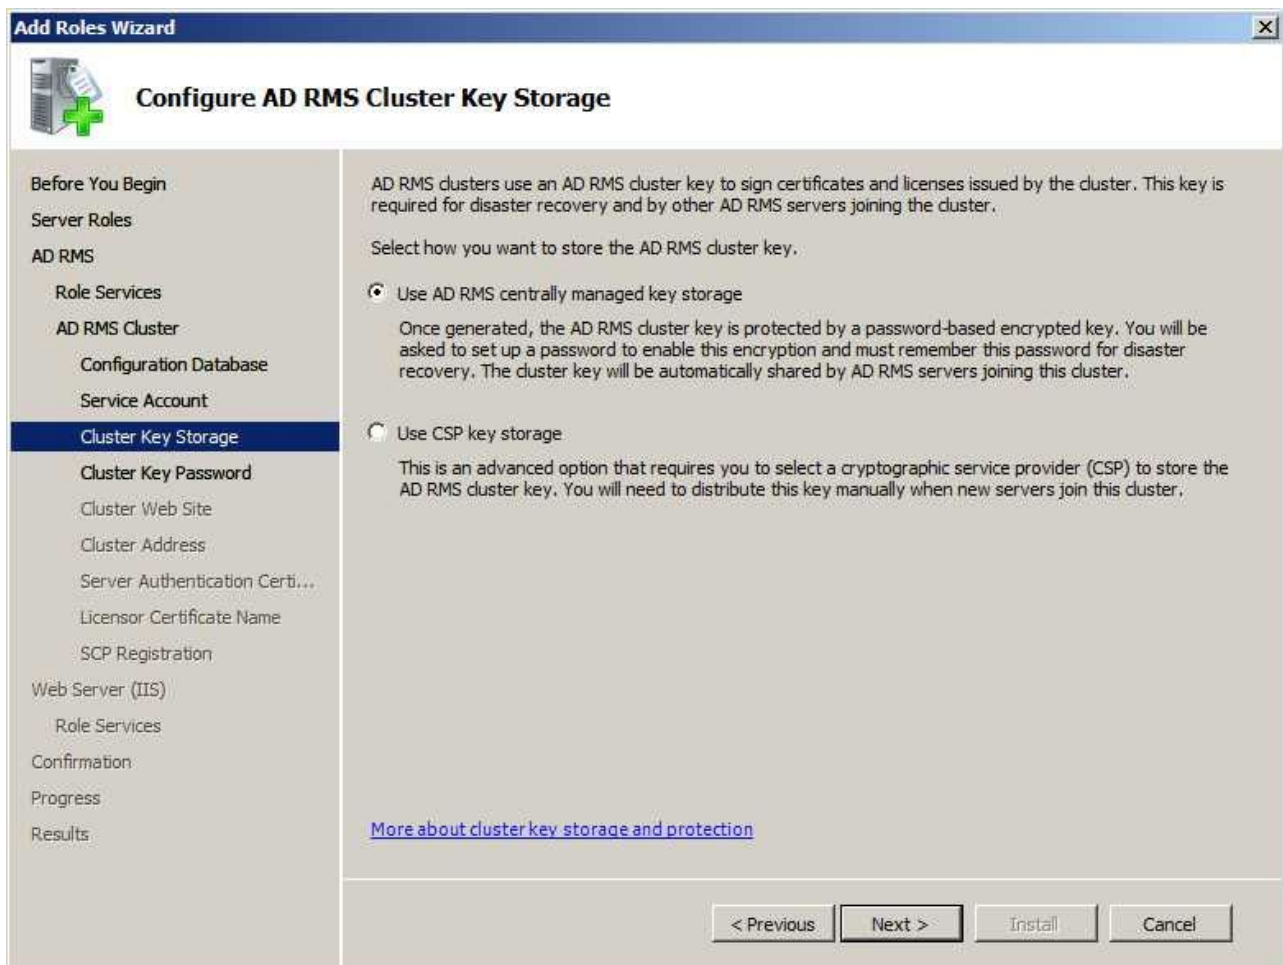 Add Roles Wizard
Configure AD RMS Cluster Key Storage
Before You Begin
Server Roles
AD RMS
Role Services
AD RMS Cluster
Configuration Database
Service Account
Cluster Key Storage
Cluster Key Password
Cluster Web Site
Cluster Address
Server Authentication Certi...
Licensor Certificate Name
SCP Registration
Web Server (IIS)
Role Services
Confirmation
Progress
Results
AD RMS clusters use an AD RMS cluster key to sign certificates and licenses issued by the cluster. This key is
required for disaster recovery and by other AD RMS servers joining the cluster.
Select how you want to store the AD RMS cluster key.
Use AD RMS centrally managed key storage
Once generated, the AD RMS cluster key is protected by a password-based encrypted key. You will be
asked to set up a password to enable this encryption and must remember this password for disaster
recovery. The cluster key will be automatically shared by AD RMS servers joining this cluster.
Use CSP key storage
This is an advanced option that requires you to select a cryptographic service provider (CSP) to store the
AD RMS cluster key. You will need to distribute this key manually when new servers join this cluster.
More about cluster key storage and protection
< Previous
Next >
Install
Cancel